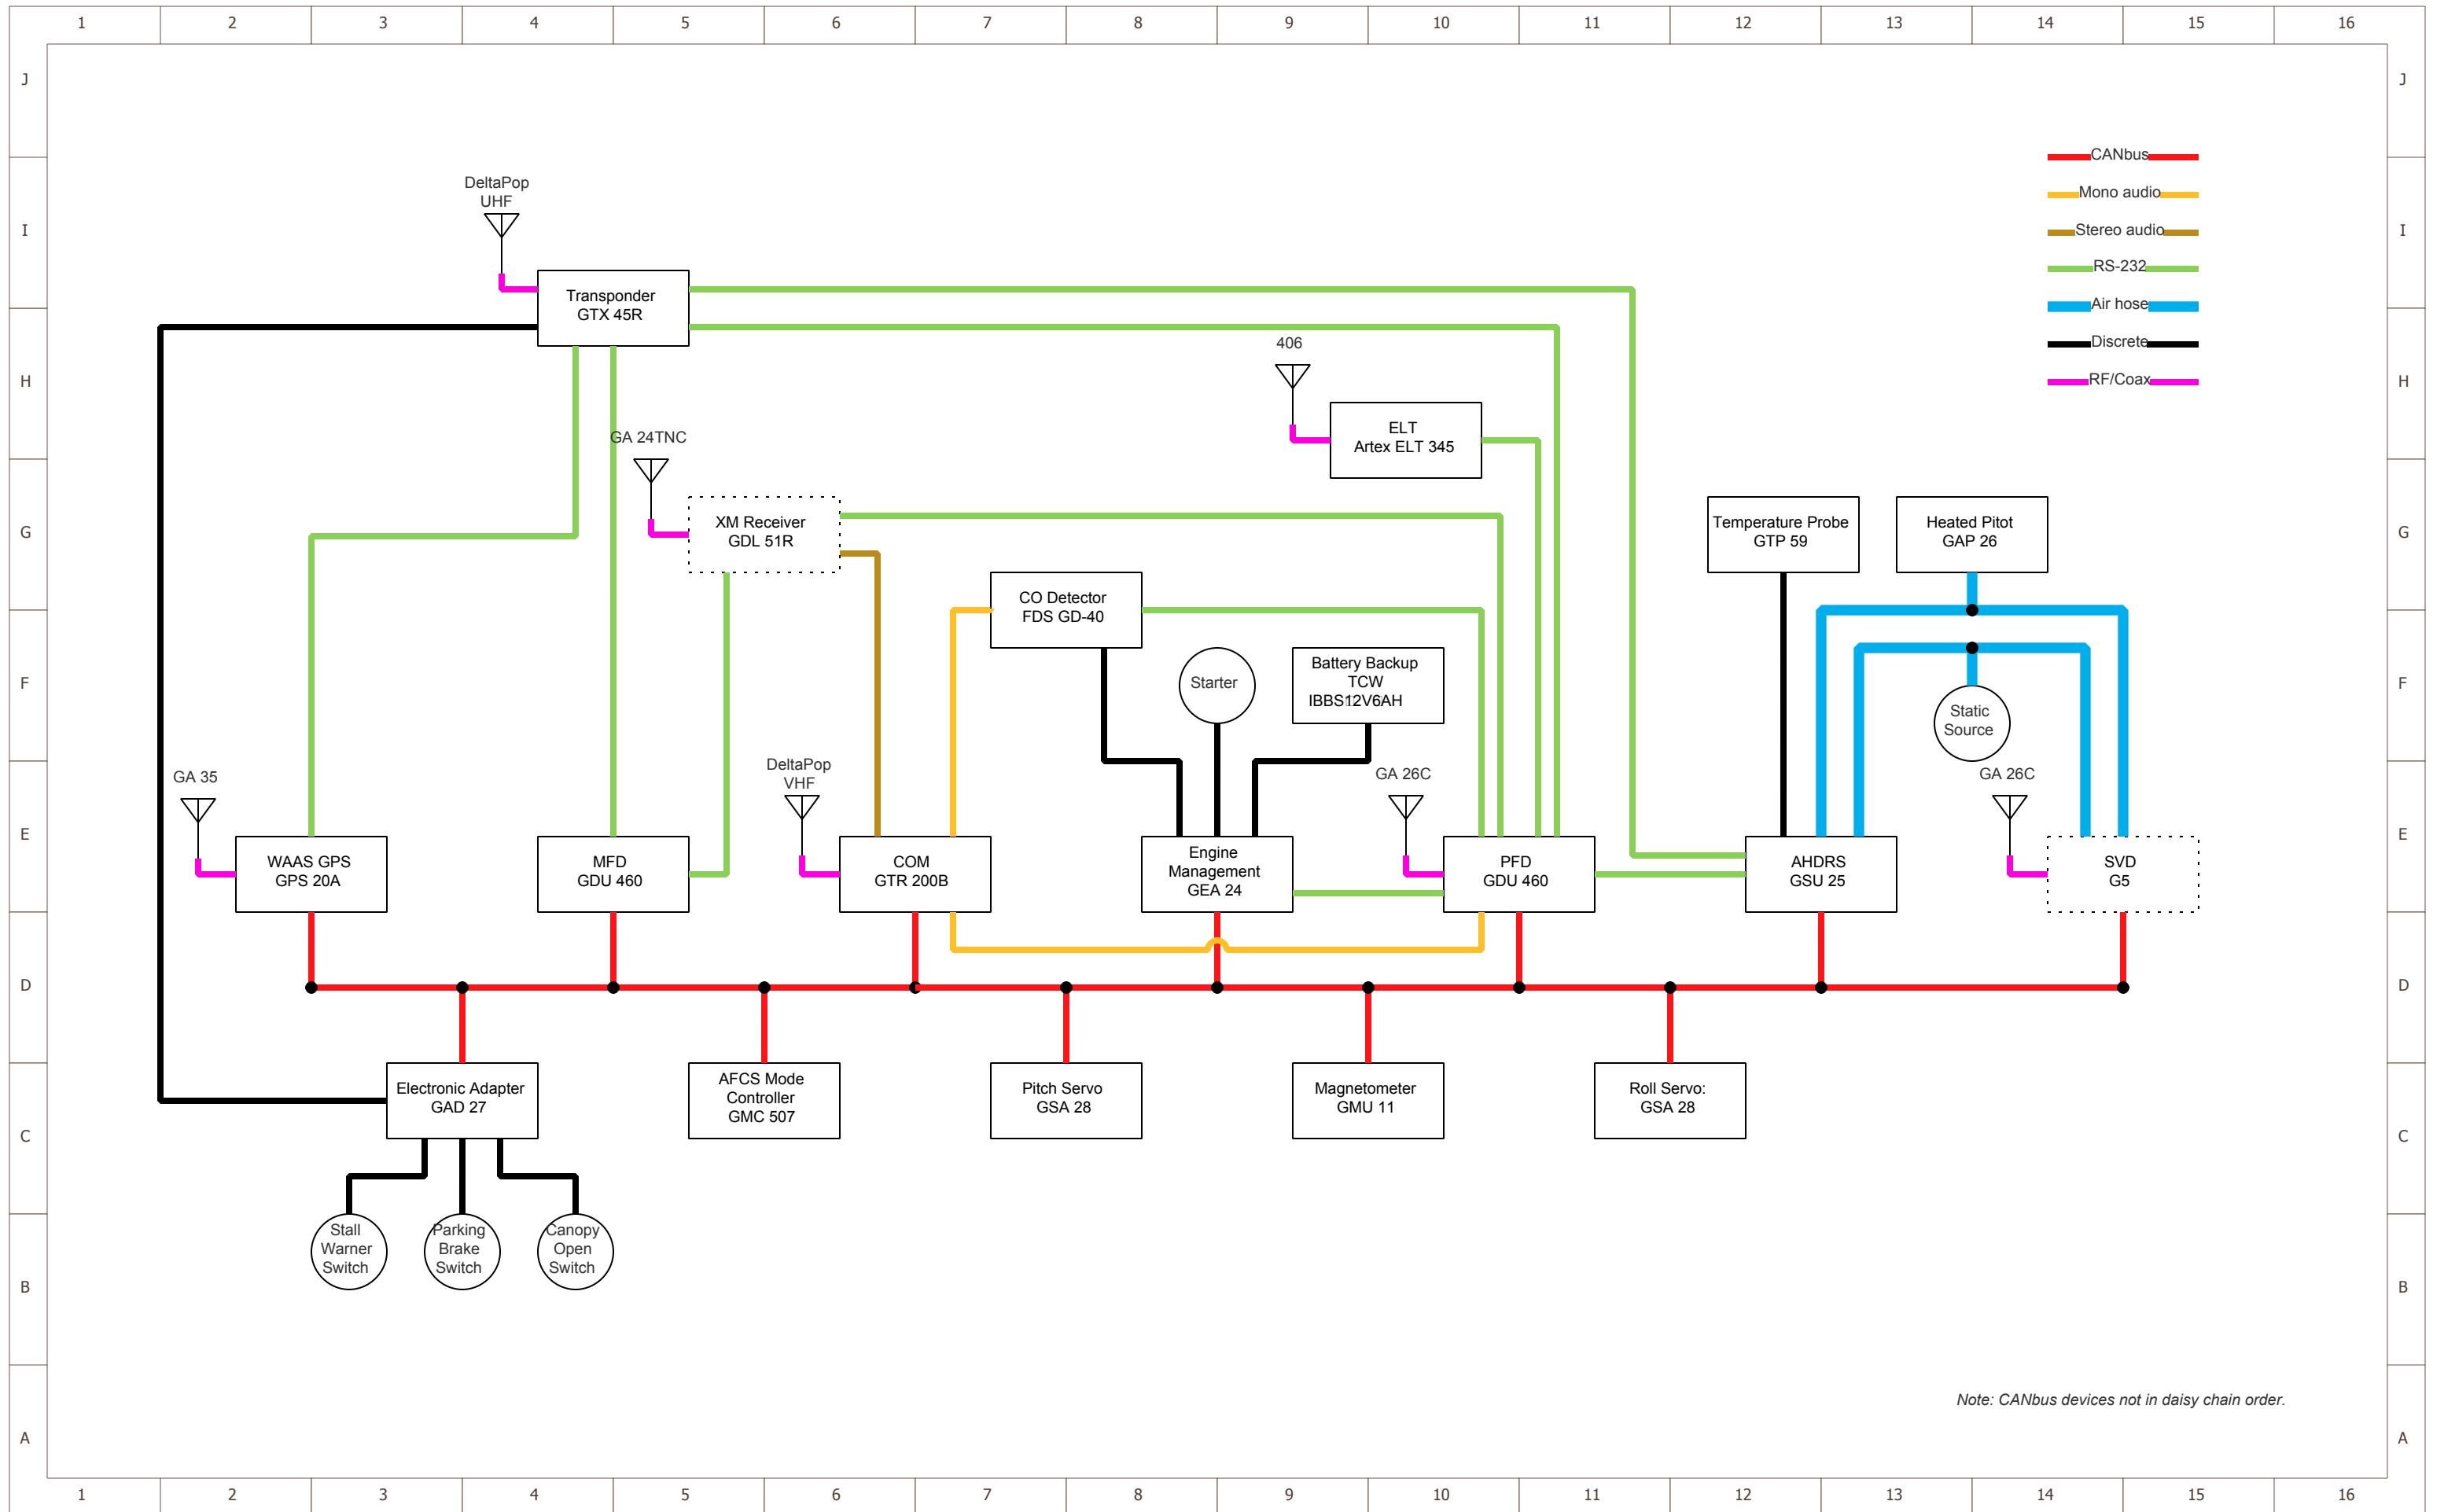 1 2 3 4 5 6 7 8 9 10 11 12 13 14 15 16
J J
CANbus
DeltaPop
UHF
Mono audio
I I
Stereo audio
RS-232
Transponder
GTX 45R
Air hose
Discrete
406
H H
RF/Coax
GA 24TNC
ELT
Artex ELT 345
G G
XM Receiver
GDL 51R
Temperature Probe
GTP 59
Heated Pitot
GAP 26
CO Detector
FDS GD-40
F F
Starter
Battery Backup
TCW
IBBS12V6AH
Static
Source
GA 35
DeltaPop
VHF
GA 26C
GA 26C
E E
WAAS GPS
GPS 20A
MFD
GDU 460
COM
GTR 200B
Engine
Management
GEA 24
PFD
GDU 460
AHDRS
GSU 25
SVD
G5
D D
Electronic Adapter
GAD 27
AFCS Mode
Controller
GMC 507
Pitch Servo
GSA 28
Magnetometer
GMU 11
Roll Servo:
GSA 28
C C
Stall
Warner
Switch
Parking
Brake
Switch
Canopy
Open
Switch
B B
Note: CANbus devices not in daisy chain order.
A A
1 2 3 4 5 6 7 8 9 10 11 12 13 14 15 16